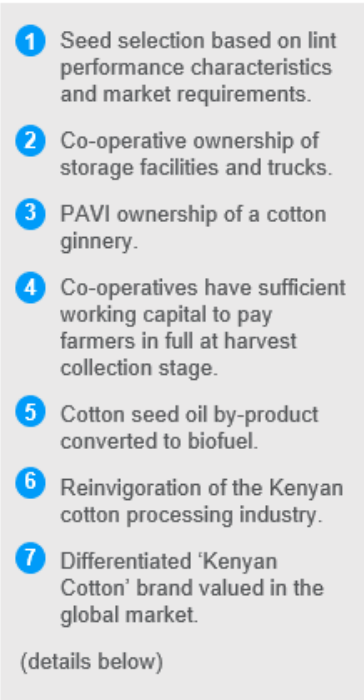 1 Seed selection based on lint
performance characteristics
and market requirements.
2 Co-operative ownership of
storage facilities and trucks.
3 PAVI ownership of a cotton
ginnery.
4 Co-operatives have sufficient
working capital to pay
farmers in full at harvest
collection stage.
5 Cotton seed oil by-product
converted to biofuel.
6 Reinvigoration of the Kenyan
cotton processing industry.
7 Differentiated ‘Kenyan
Cotton’ brand valued in the
global market.
(details below)